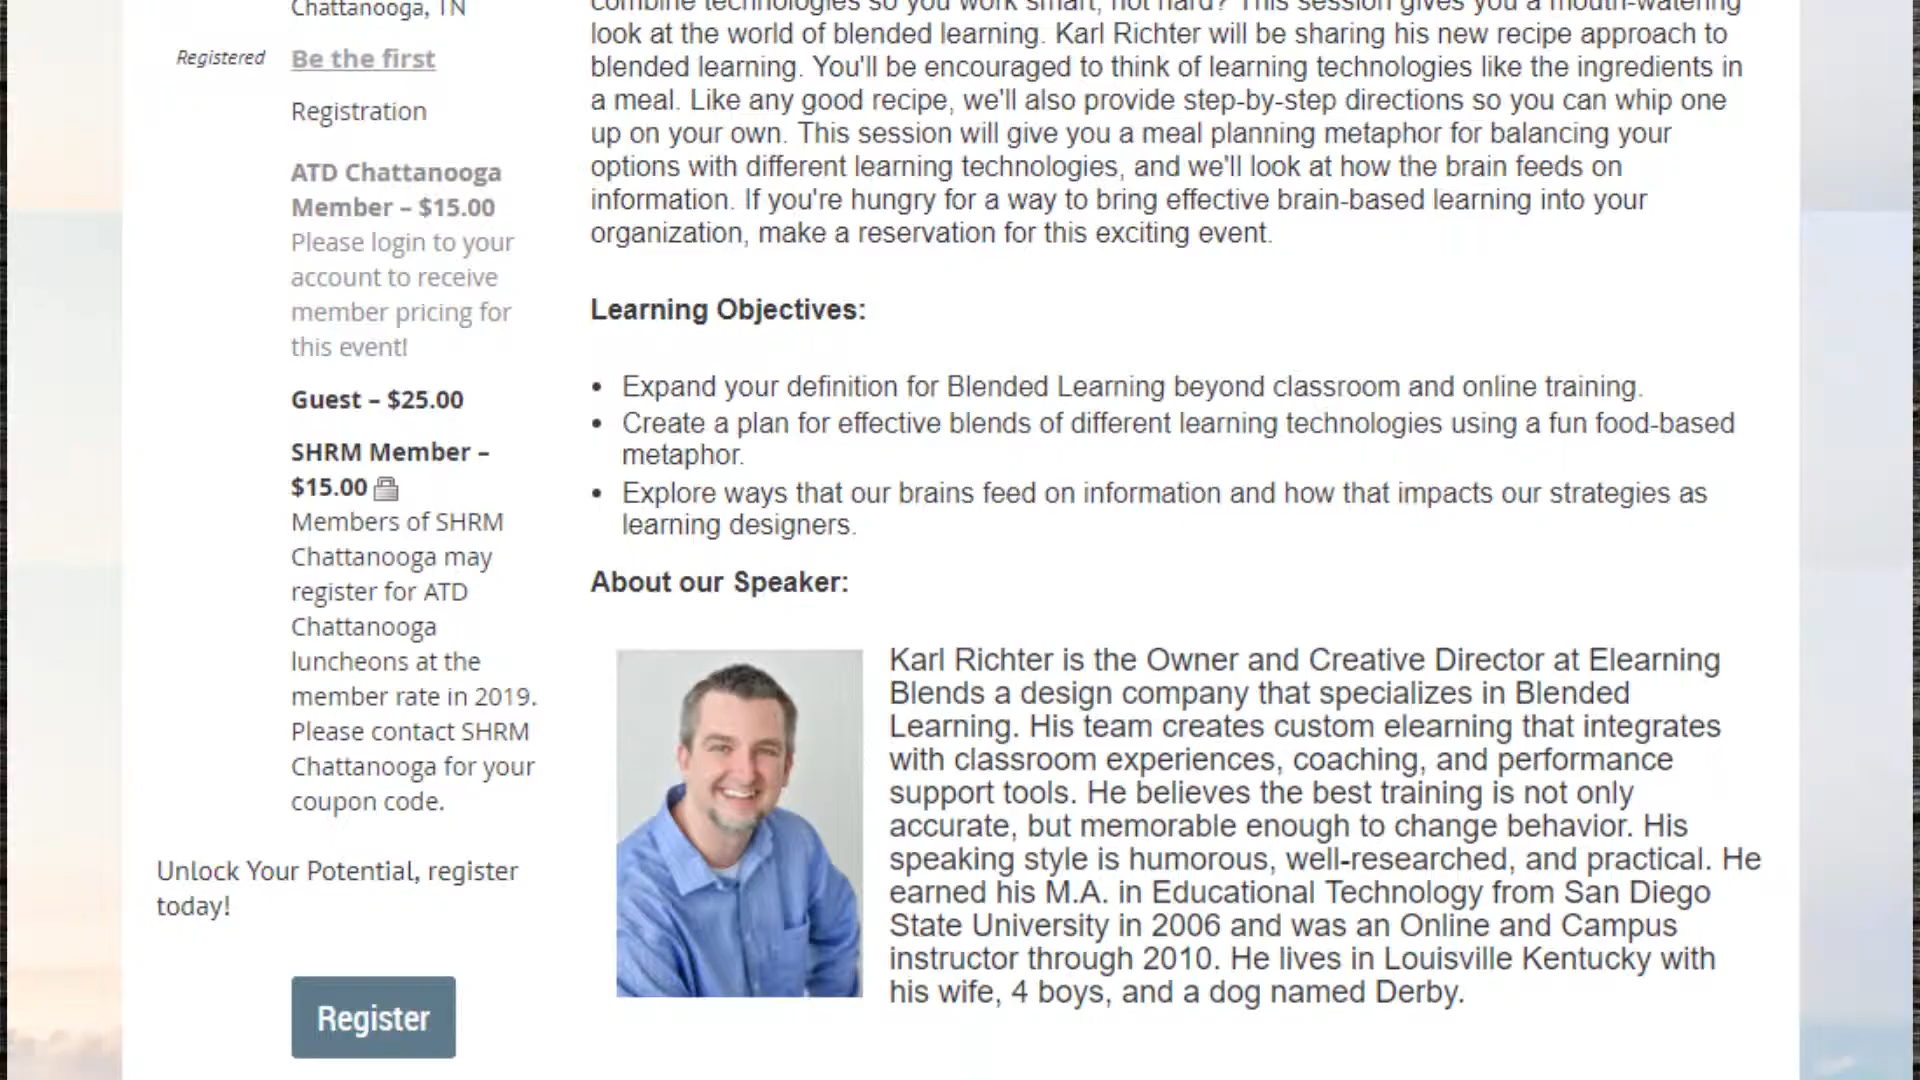 Chattanooga, TN
Registered
Be the first
Registration
ATD Chattanooga
Member – $15.00
Please login to your
account to receive
member pricing for
this event!
Guest – $25.00
SHRM Member –
$15.00
Members of SHRM
Chattanooga may
register for ATD
Chattanooga
luncheons at the
member rate in 2019.
Please contact SHRM
Chattanooga for your
coupon code.
Unlock Your Potential, register
today!
Register
combine technologies so you work smart, not hard? This session gives you a mouth-watering
look at the world of blended learning. Karl Richter will be sharing his new recipe approach to
blended learning. You'll be encouraged to think of learning technologies like the ingredients in
a meal. Like any good recipe, we'll also provide step-by-step directions so you can whip one
up on your own. This session will give you a meal planning metaphor for balancing your
options with different learning technologies, and we'll look at how the brain feeds on
information. If you're hungry for a way to bring effective brain-based learning into your
organization, make a reservation for this exciting event.
Learning Objectives:
• Expand your definition for Blended Learning beyond classroom and online training.
• Create a plan for effective blends of different learning technologies using a fun food-based
metaphor.
• Explore ways that our brains feed on information and how that impacts our strategies as
learning designers.
About our Speaker:
Karl Richter is the Owner and Creative Director at Elearning
Blends a design company that specializes in Blended
Learning. His team creates custom elearning that integrates
with classroom experiences, coaching, and performance
support tools. He believes the best training is not only
accurate, but memorable enough to change behavior. His
speaking style is humorous, well-researched, and practical. He
earned his M.A. in Educational Technology from San Diego
State University in 2006 and was an Online and Campus
instructor through 2010. He lives in Louisville Kentucky with
his wife, 4 boys, and a dog named Derby.